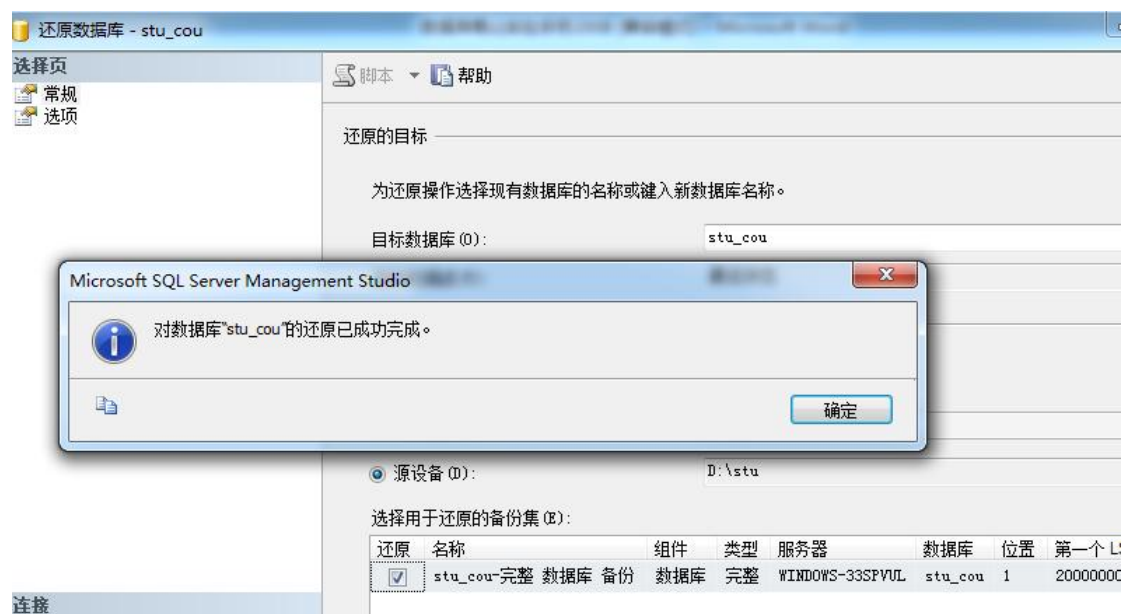 还原数据库 - stu_cou
选择页
常规
选项
脚本 帮助
还原的目标
为还原操作选择现有数据库的名称或键入新数据库名称。
目标数据库(O): stu_cou
Microsoft SQL Server Management Studio
对数据库"stu_cou"的还原已成功完成。
确定
源设备(D): D:\stu
选择用于还原的备份集(E):
还原 名称 组件 类型 服务器 数据库 位置 第一个 LS
stu_cou-完整 数据库 备份 数据库 完整 WINDOWS-33SPVUL stu_cou 1 20000000
连接